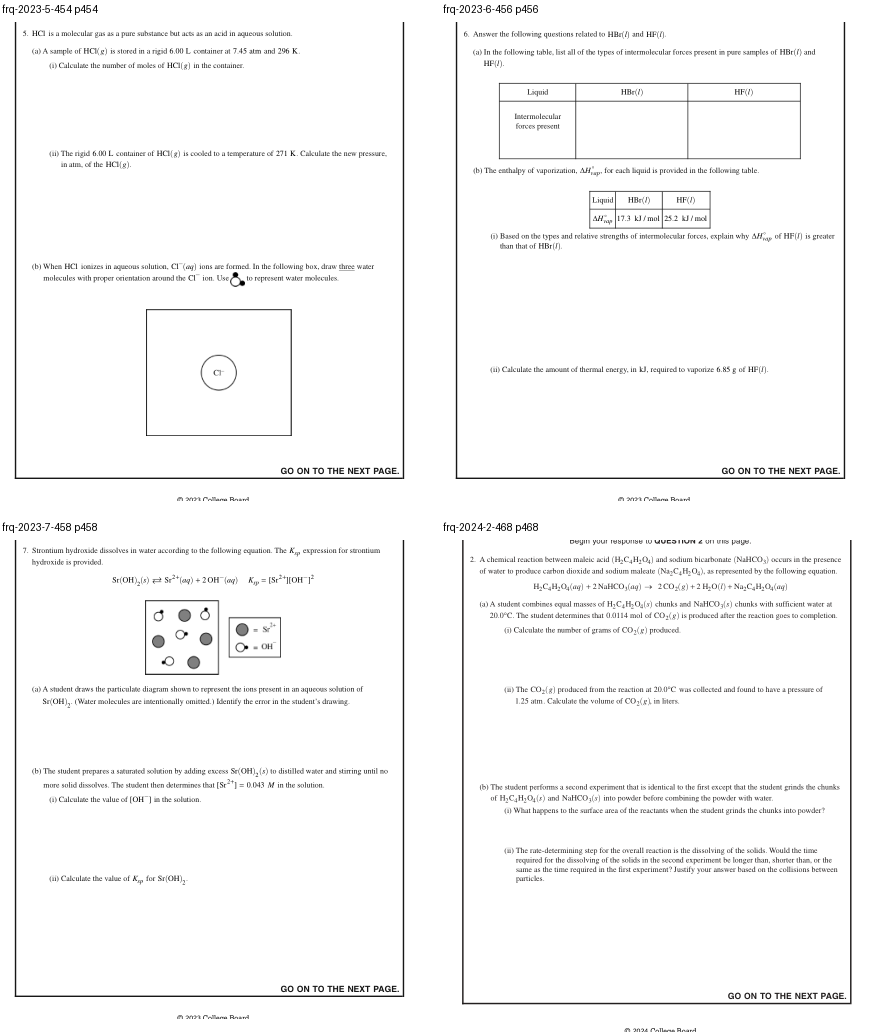 frq-2023-5-454 p454
5. HCl is a molecular gas as a pure substance but acts as an acid in aqueous solution.
(a) A sample of HCl(g) is stored in a rigid 6.00 L container at 7.45 atm and 296 K.
(i) Calculate the number of moles of HCl(g) in the container.
(ii) The rigid 6.00 L container of HCl(g) is cooled to a temperature of 271 K. Calculate the new pressure,
in atm, of the HCl(g).
(b) When HCl ionizes in aqueous solution, Cl⁻(aq) ions are formed. In the following box, draw three water
molecules with proper orientation around the Cl⁻ ion. Use to represent water molecules.
Cl⁻
GO ON TO THE NEXT PAGE.
© 2023 College Board
frq-2023-6-456 p456
6. Answer the following questions related to HBr(l) and HF(l).
(a) In the following table, list all of the types of intermolecular forces present in pure samples of HBr(l) and
HF(l).
Liquid HBr(l) HF(l)
Intermolecular
forces present
(b) The enthalpy of vaporization, ΔH°vap, for each liquid is provided in the following table.
Liquid HBr(l) HF(l)
ΔH°vap 17.3 kJ/mol 25.2 kJ/mol
(i) Based on the types and relative strengths of intermolecular forces, explain why ΔH°vap of HF(l) is greater
than that of HBr(l).
(ii) Calculate the amount of thermal energy, in kJ, required to vaporize 6.85 g of HF(l).
GO ON TO THE NEXT PAGE.
© 2023 College Board
frq-2023-7-458 p458
7. Strontium hydroxide dissolves in water according to the following equation. The Ksp expression for strontium
hydroxide is provided.
Sr(OH)₂(s) ⇄ Sr²⁺(aq) + 2 OH⁻(aq) Ksp = [Sr²⁺][OH⁻]²
= Sr²⁺
= OH⁻
(a) A student draws the particulate diagram shown to represent the ions present in an aqueous solution of
Sr(OH)₂. (Water molecules are intentionally omitted.) Identify the error in the student's drawing.
(b) The student prepares a saturated solution by adding excess Sr(OH)₂(s) to distilled water and stirring until no
more solid dissolves. The student then determines that [Sr²⁺] = 0.043 M in the solution.
(i) Calculate the value of [OH⁻] in the solution.
(ii) Calculate the value of Ksp for Sr(OH)₂.
GO ON TO THE NEXT PAGE.
© 2023 College Board
frq-2024-2-468 p468
Begin your response to QUESTION 2 on this page.
2. A chemical reaction between maleic acid (H₂C₄H₂O₄) and sodium bicarbonate (NaHCO₃) occurs in the presence
of water to produce carbon dioxide and sodium maleate (Na₂C₄H₂O₄), as represented by the following equation.
H₂C₄H₂O₄(aq) + 2 NaHCO₃(aq) → 2 CO₂(g) + 2 H₂O(l) + Na₂C₄H₂O₄(aq)
(a) A student combines equal masses of H₂C₄H₂O₄(s) chunks and NaHCO₃(s) chunks with sufficient water at
20.0°C. The student determines that 0.0114 mol of CO₂(g) is produced after the reaction goes to completion.
(i) Calculate the number of grams of CO₂(g) produced.
(ii) The CO₂(g) produced from the reaction at 20.0°C was collected and found to have a pressure of
1.25 atm. Calculate the volume of CO₂(g), in liters.
(b) The student performs a second experiment that is identical to the first except that the student grinds the chunks
of H₂C₄H₂O₄(s) and NaHCO₃(s) into powder before combining the powder with water.
(i) What happens to the surface area of the reactants when the student grinds the chunks into powder?
(ii) The rate-determining step for the overall reaction is the dissolving of the solids. Would the time
required for the dissolving of the solids in the second experiment be longer than, shorter than, or the
same as the time required in the first experiment? Justify your answer based on the collisions between
particles.
GO ON TO THE NEXT PAGE.
© 2024 College Board